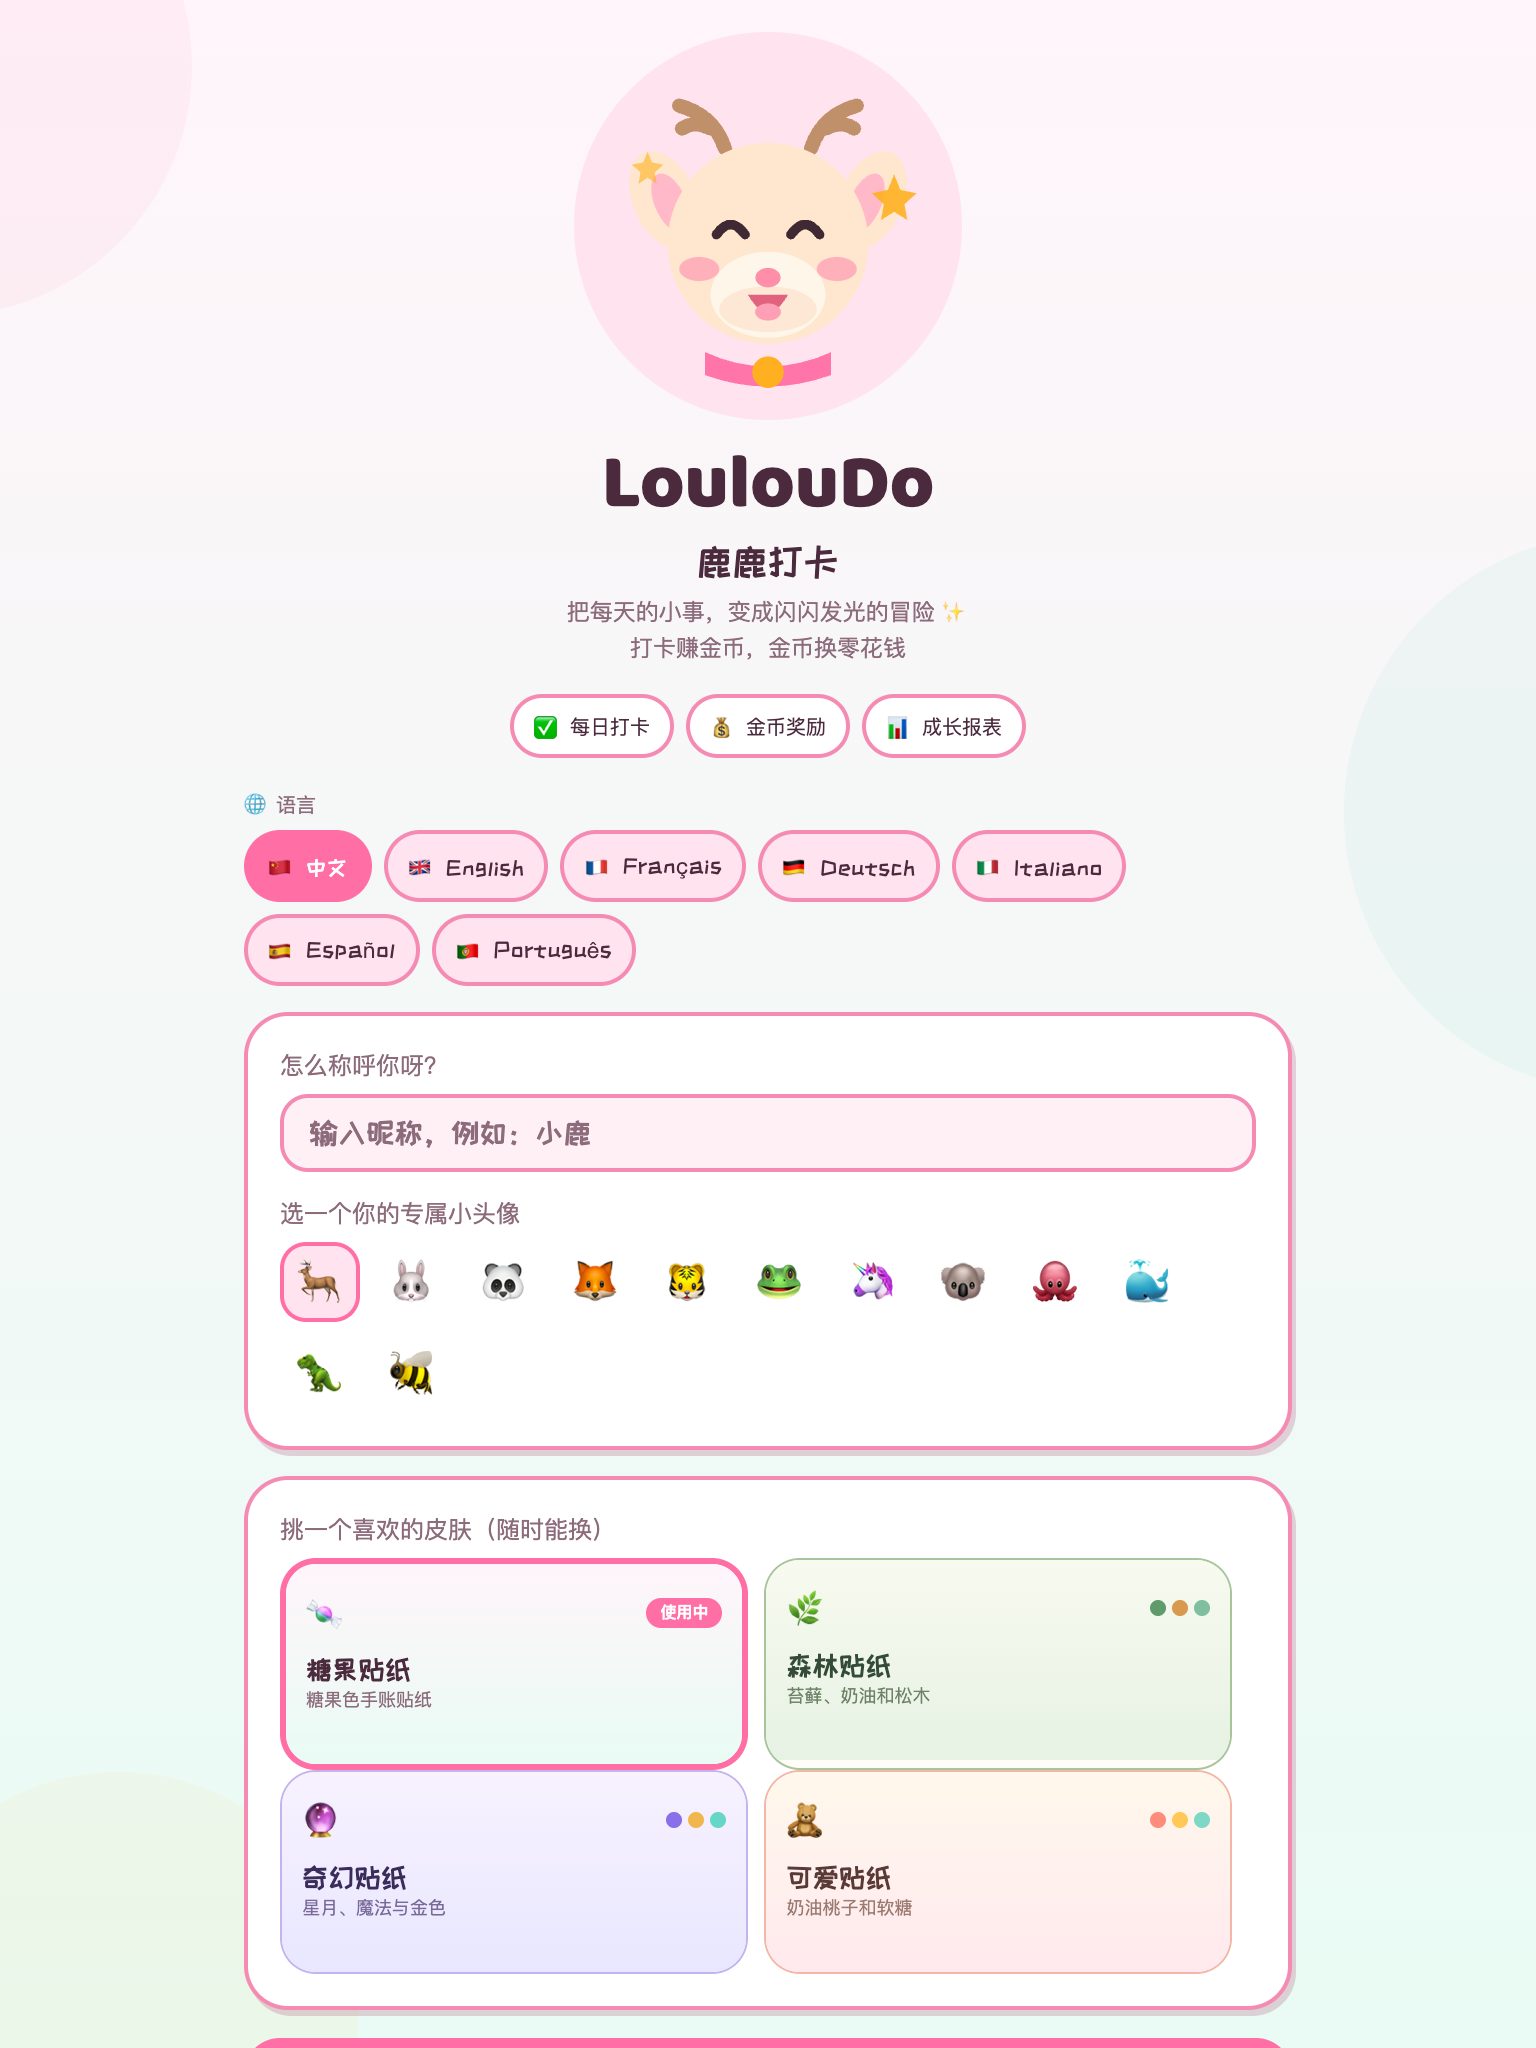 LoulouDo
鹿鹿打卡
把每天的小事，变成闪闪发光的冒险 ✨
打卡赚金币，金币换零花钱
✅ 每日打卡
💰 金币奖励
📊 成长报表
🌐 语言
🇨🇳 中文
🇬🇧 English
🇫🇷 Français
🇩🇪 Deutsch
🇮🇹 Italiano
🇪🇸 Español
🇵🇹 Português
怎么称呼你呀？
输入昵称，例如：小鹿
选一个你的专属小头像
挑一个喜欢的皮肤（随时能换）
使用中
糖果贴纸
糖果色手账贴纸
森林贴纸
苔藓、奶油和松木
奇幻贴纸
星月、魔法与金色
可爱贴纸
奶油桃子和软糖